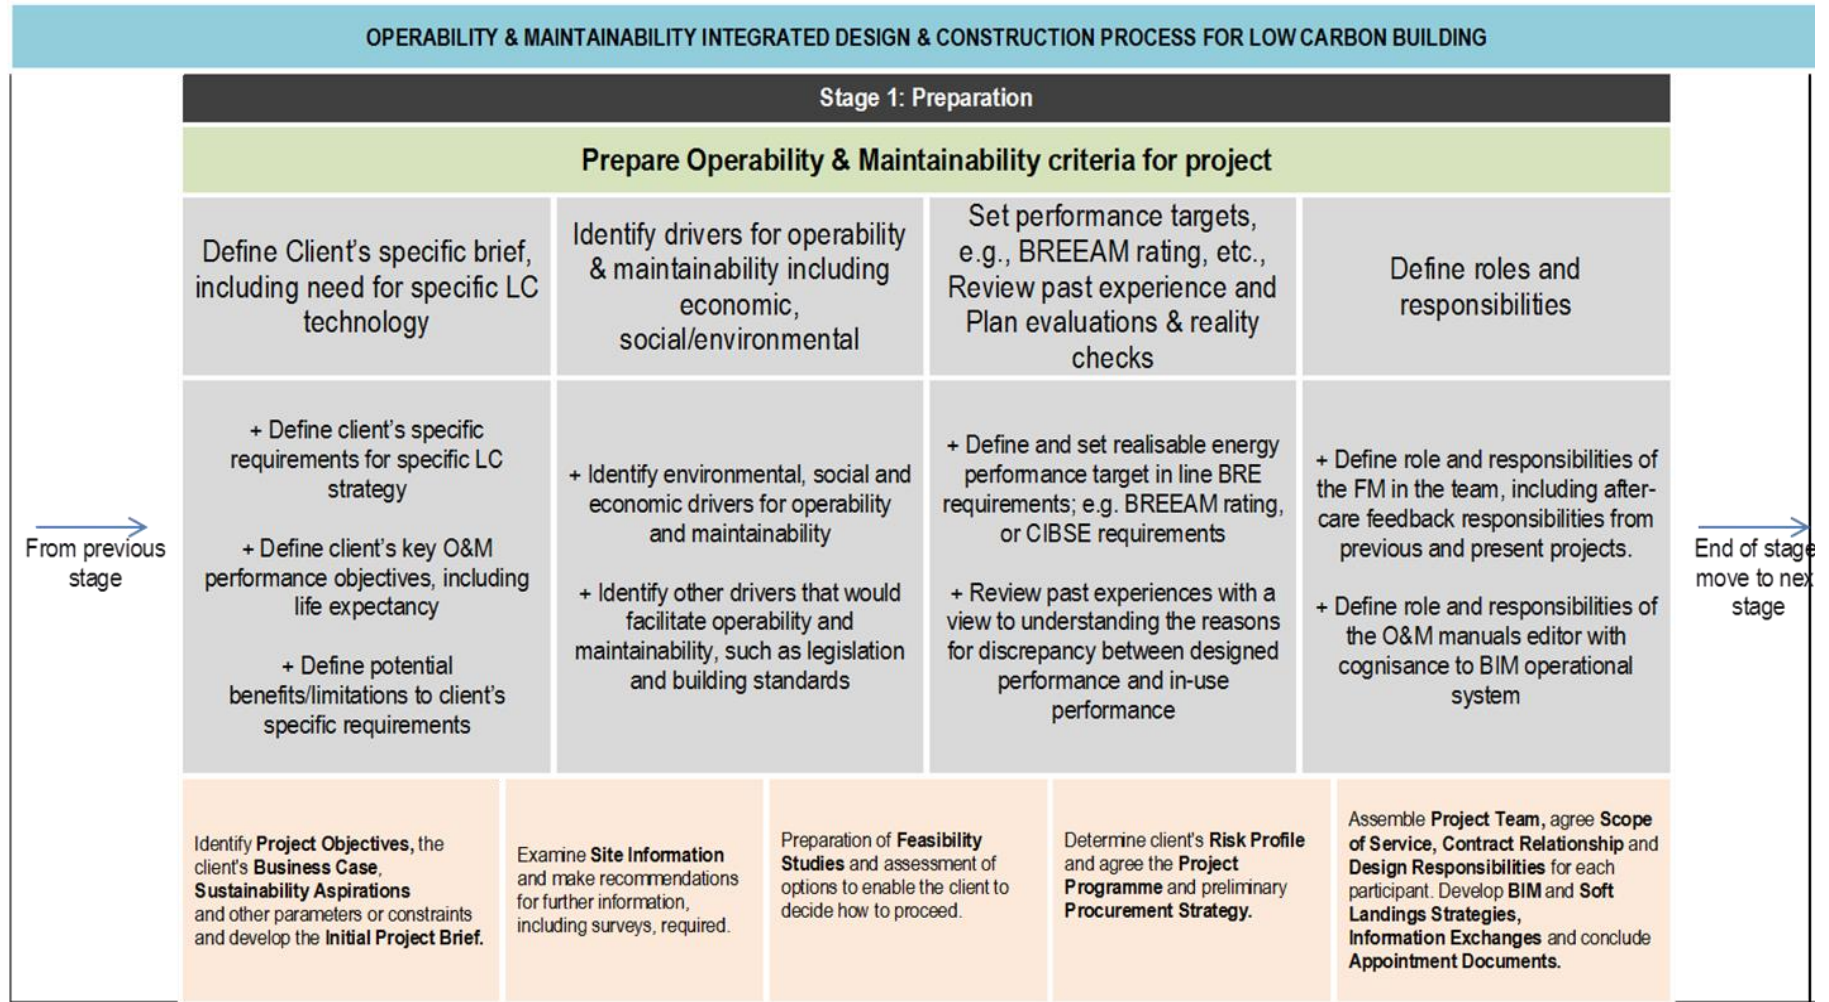 OPERABILITY & MAINTAINABILITY INTEGRATED DESIGN & CONSTRUCTION PROCESS FOR LOW CARBON BUILDING
Stage 1: Preparation
Prepare Operability & Maintainability criteria for project
Define Client's specific brief,
including need for specific LC
technology
Identify drivers for operability
& maintainability including
economic,
social/environmental
Set performance targets,
e.g., BREEAM rating, etc.,
Review past experience and
Plan evaluations & reality
checks
Define roles and
responsibilities
+ Define client's specific
requirements for specific LC
strategy
+ Define client's key O&M
performance objectives, including
life expectancy
+ Define potential
benefits/limitations to client's
specific requirements
+ Identify environmental, social and
economic drivers for operability
and maintainability
+ Identify other drivers that would
facilitate operability and
maintainability, such as legislation
and building standards
+ Define and set realisable energy
performance target in line BRE
requirements; e.g. BREEAM rating,
or CIBSE requirements
+ Review past experiences with a
view to understanding the reasons
for discrepancy between designed
performance and in-use
performance
+ Define role and responsibilities of
the FM in the team, including after-
care feedback responsibilities from
previous and present projects.
+ Define role and responsibilities of
the O&M manuals editor with
cognisance to BIM operational
system
From previous
stage
End of stage
move to nex
stage
Identify Project Objectives, the
client's Business Case,
Sustainability Aspirations
and other parameters or constraints
and develop the Initial Project Brief.
Examine Site Information
and make recommendations
for further information,
including surveys, required.
Preparation of Feasibility
Studies and assessment of
options to enable the client to
decide how to proceed.
Determine client's Risk Profile
and agree the Project
Programme and preliminary
Procurement Strategy.
Assemble Project Team, agree Scope
of Service, Contract Relationship and
Design Responsibilities for each
participant. Develop BIM and Soft
Landings Strategies,
Information Exchanges and conclude
Appointment Documents.